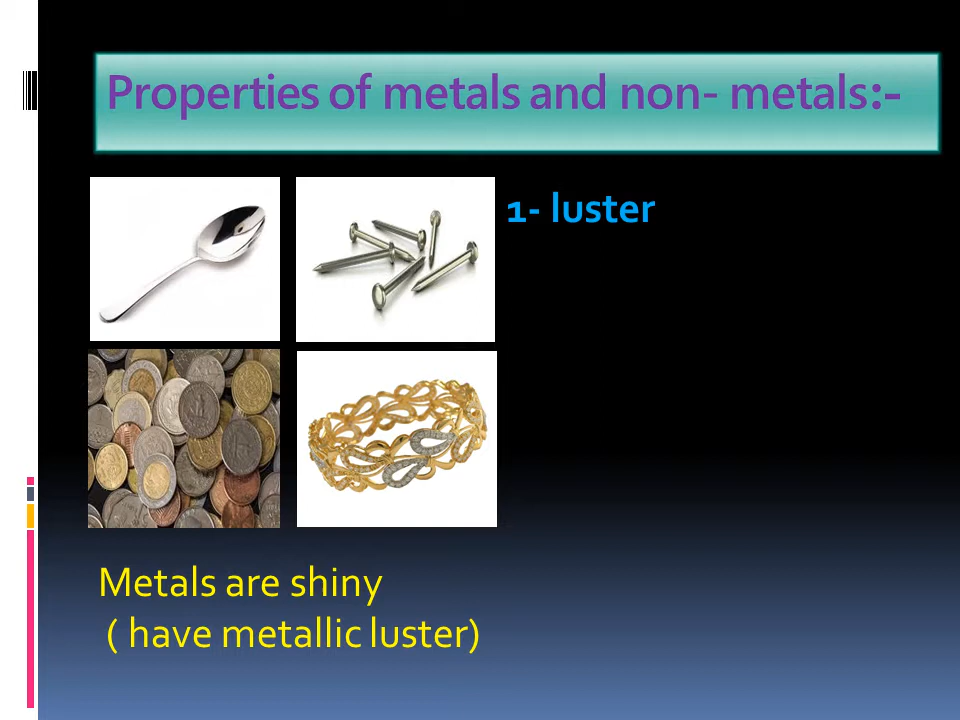 Properties of metals and non- metals:-
1- luster
Metals are shiny
( have metallic luster)